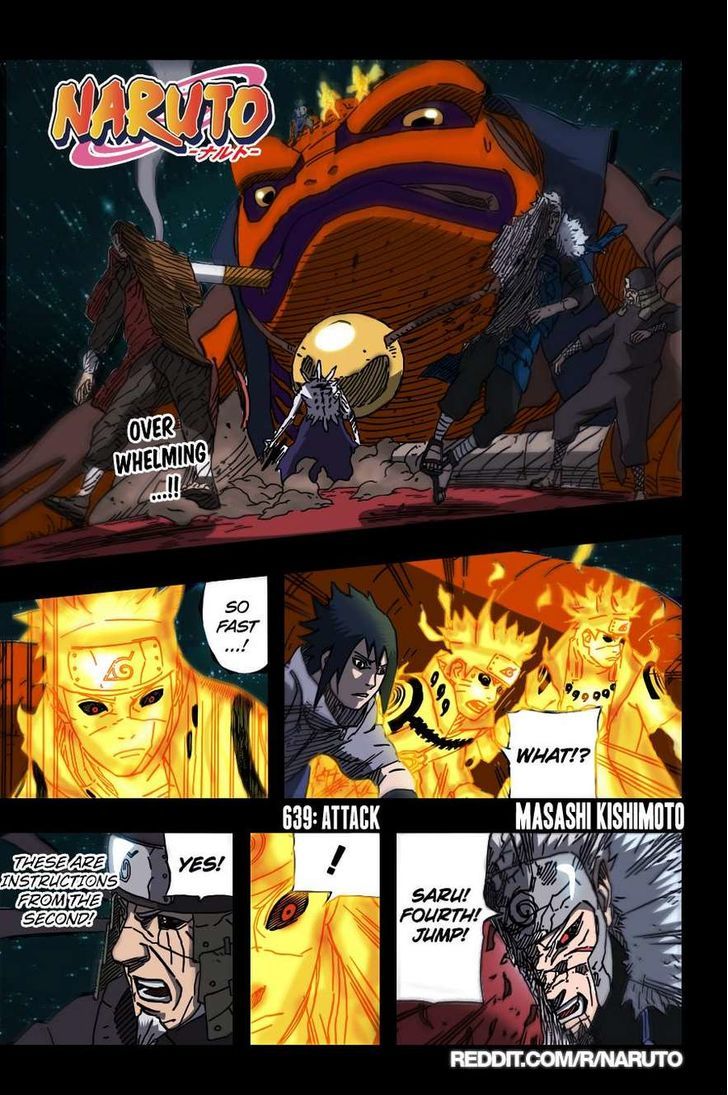 NARUTO
-ナルト-
OVER
WHELMING
...!!
SO
FAST
...!
WHAT!?
639: ATTACK
MASASHI KISHIMOTO
SARU!
FOURTH!
JUMP!
!
YES!
THESE ARE
INSTRUCTIONS
FROM THE
SECOND!
REDDIT.COM/R/NARUTO